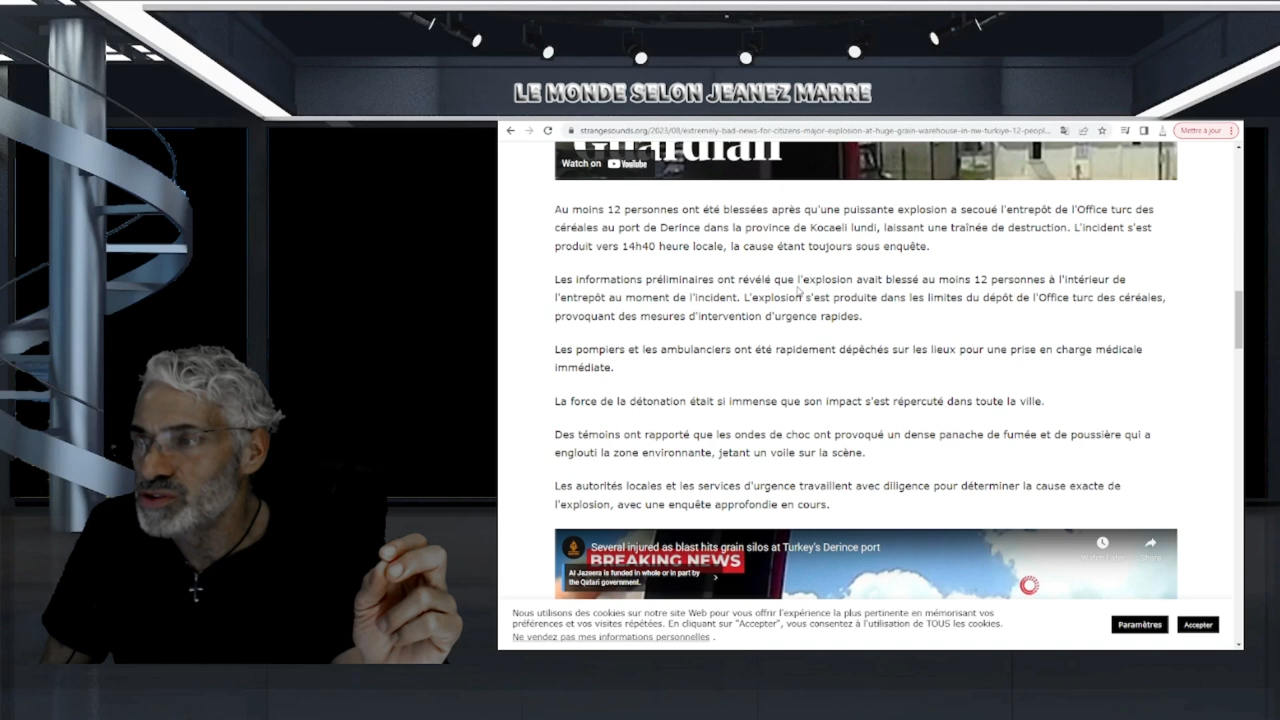 LE MONDE SELON JEANEZ MARRE
strangesounds.org/2023/08/extremely-bad-news-for-citizens-major-explosion-at-huge-grain-warehouse-in-nw-turkiye-12-peopl...
Mettre à jour
Guardian
Watch on YouTube
Au moins 12 personnes ont été blessées après qu'une puissante explosion a secoué l'entrepôt de l'Office turc des
céréales au port de Derince dans la province de Kocaeli lundi, laissant une traînée de destruction. L'incident s'est
produit vers 14h40 heure locale, la cause étant toujours sous enquête.
Les informations préliminaires ont révélé que l'explosion avait blessé au moins 12 personnes à l'intérieur de
l'entrepôt au moment de l'incident. L'explosion s'est produite dans les limites du dépôt de l'Office turc des céréales,
provoquant des mesures d'intervention d'urgence rapides.
Les pompiers et les ambulanciers ont été rapidement dépêchés sur les lieux pour une prise en charge médicale
immédiate.
La force de la détonation était si immense que son impact s'est répercuté dans toute la ville.
Des témoins ont rapporté que les ondes de choc ont provoqué un dense panache de fumée et de poussière qui a
englouti la zone environnante, jetant un voile sur la scène.
Les autorités locales et les services d'urgence travaillent avec diligence pour déterminer la cause exacte de
l'explosion, avec une enquête approfondie en cours.
Several injured as blast hits grain silos at Turkey's Derince port
BREAKING NEWS
Watch Later
Share
Al Jazeera is funded in whole or in part by
the Qatari government.
Nous utilisons des cookies sur notre site Web pour vous offrir l'expérience la plus pertinente en mémorisant vos
préférences et vos visites répétées. En cliquant sur "Accepter", vous consentez à l'utilisation de TOUS les cookies.
Ne vendez pas mes informations personnelles .
Paramètres
Accepter